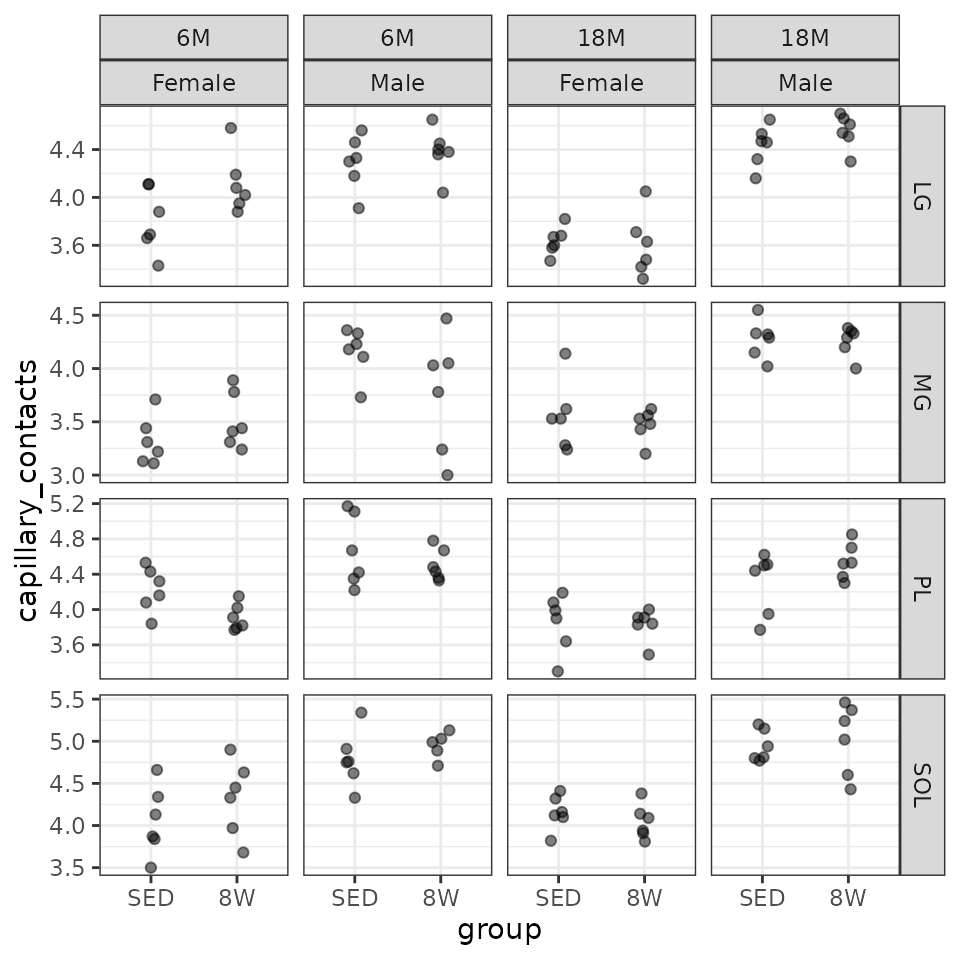 6M 6M 18M 18M
Female Male Female Male
4.4
4.0
3.6
LG
4.5
4.0
3.5
3.0
MG
5.2
4.8
4.4
4.0
3.6
PL
5.5
5.0
4.5
4.0
3.5
SOL
capillary_contacts
SED 8W SED 8W SED 8W SED 8W
group